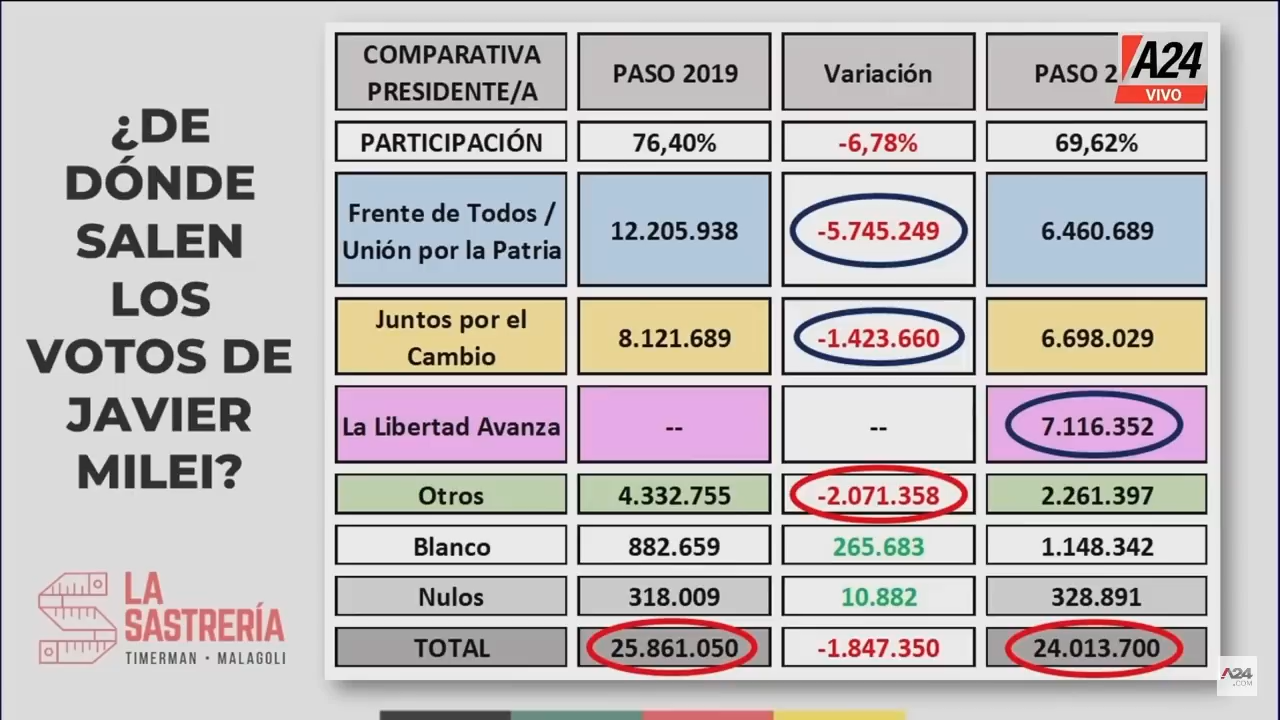 ¿DE
DÓNDE
SALEN
LOS
VOTOS DE
JAVIER
MILEI?
LA
SASTRERÍA
TIMERMAN • MALAGOLI
COMPARATIVA
PRESIDENTE/A
PASO 2019
Variación
PASO 2
PARTICIPACIÓN
76,40%
-6,78%
69,62%
Frente de Todos /
Unión por la Patria
12.205.938
-5.745.249
6.460.689
Juntos por el
Cambio
8.121.689
-1.423.660
6.698.029
La Libertad Avanza
--
--
7.116.352
Otros
4.332.755
-2.071.358
2.261.397
Blanco
882.659
265.683
1.148.342
Nulos
318.009
10.882
328.891
TOTAL
25.861.050
-1.847.350
24.013.700
A24
VIVO
A24
.COM